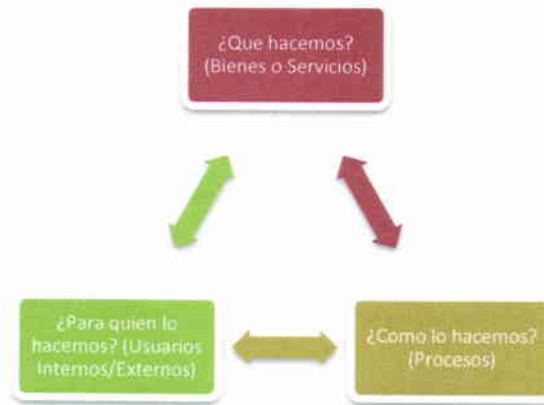 ¿Que hacemos?
(Bienes o Servicios)
¿Para quien lo
hacemos? (Usuarios
Internos/Externos)
¿Como lo hacemos?
(Procesos)